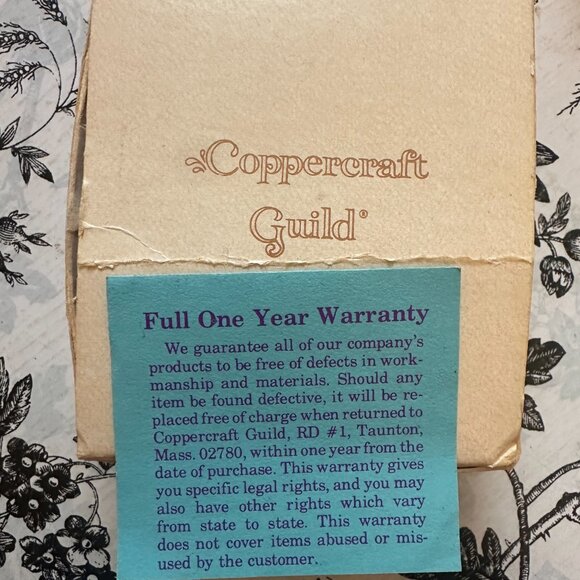 Coppercraft
Guild®
Full One Year Warranty
We guarantee all of our company's
products to be free of defects in work-
manship and materials. Should any
item be found defective, it will be re-
placed free of charge when returned to
Coppercraft Guild, RD #1, Taunton,
Mass. 02780, within one year from the
date of purchase. This warranty gives
you specific legal rights, and you may
also have other rights which vary
from state to state. This warranty
does not cover items abused or mis-
used by the customer.